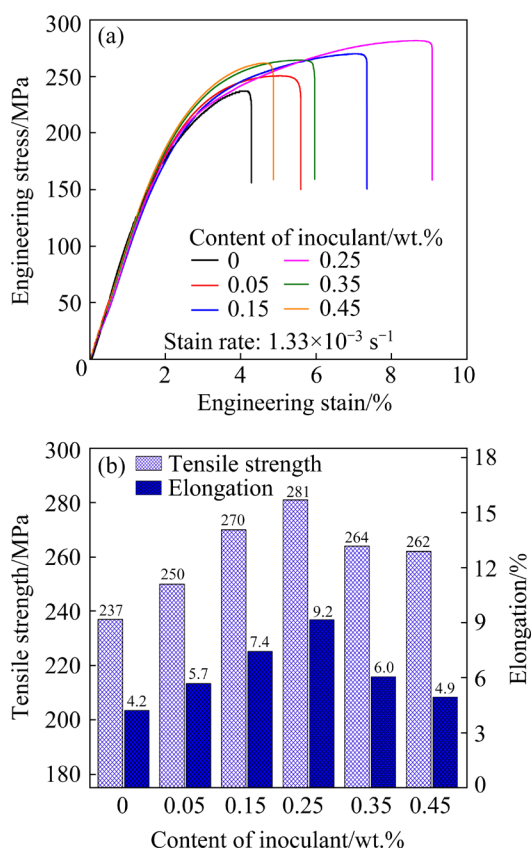 (a)
300
250
200
150
100
50
0
Engineering stress/MPa
Content of inoculant/wt.%
0 0.25
0.05 0.35
0.15 0.45
Stain rate: 1.33×10⁻³ s⁻¹
0 2 4 6 8 10
Engineering stain/%
(b)
Tensile strength
Elongation
300
280
260
240
220
200
180
Tensile strength/MPa
18
15
12
9
6
3
0
Elongation/%
237 250 270 281 264 262
4.2 5.7 7.4 9.2 6.0 4.9
0 0.05 0.15 0.25 0.35 0.45
Content of inoculant/wt.%